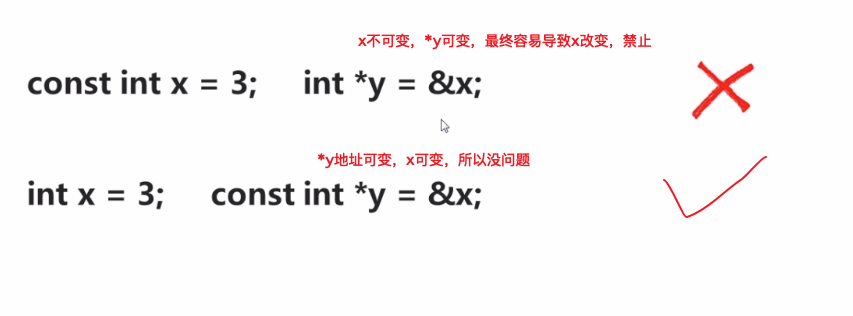 x不可变，*y可变，最终容易导致x改变，禁止
const int x = 3; int *y = &x;
*y地址可变，x可变，所以没问题
int x = 3; const int *y = &x;